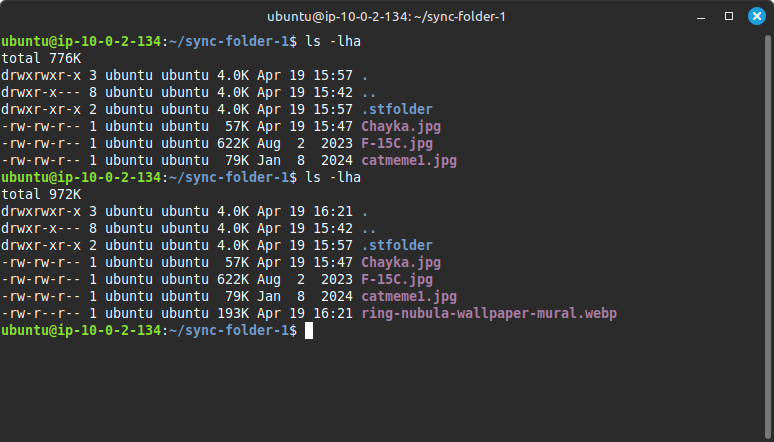 ubuntu@ip-10-0-2-134: ~/sync-folder-1
ubuntu@ip-10-0-2-134:~/sync-folder-1$ ls -lha
total 776K
drwxrwxr-x 3 ubuntu ubuntu 4.0K Apr 19 15:57 .
drwxr-x--- 8 ubuntu ubuntu 4.0K Apr 19 15:42 ..
drwxr-xr-x 2 ubuntu ubuntu 4.0K Apr 19 15:57 .stfolder
-rw-rw-r-- 1 ubuntu ubuntu  57K Apr 19 15:47 Chayka.jpg
-rw-rw-r-- 1 ubuntu ubuntu 622K Aug  2  2023 F-15C.jpg
-rw-rw-r-- 1 ubuntu ubuntu  79K Jan  8  2024 catmeme1.jpg
ubuntu@ip-10-0-2-134:~/sync-folder-1$ ls -lha
total 972K
drwxrwxr-x 3 ubuntu ubuntu 4.0K Apr 19 16:21 .
drwxr-x--- 8 ubuntu ubuntu 4.0K Apr 19 15:42 ..
drwxr-xr-x 2 ubuntu ubuntu 4.0K Apr 19 15:57 .stfolder
-rw-rw-r-- 1 ubuntu ubuntu  57K Apr 19 15:47 Chayka.jpg
-rw-rw-r-- 1 ubuntu ubuntu 622K Aug  2  2023 F-15C.jpg
-rw-rw-r-- 1 ubuntu ubuntu  79K Jan  8  2024 catmeme1.jpg
-rw-r--r-- 1 ubuntu ubuntu 193K Apr 19 16:21 ring-nubula-wallpaper-mural.webp
ubuntu@ip-10-0-2-134:~/sync-folder-1$